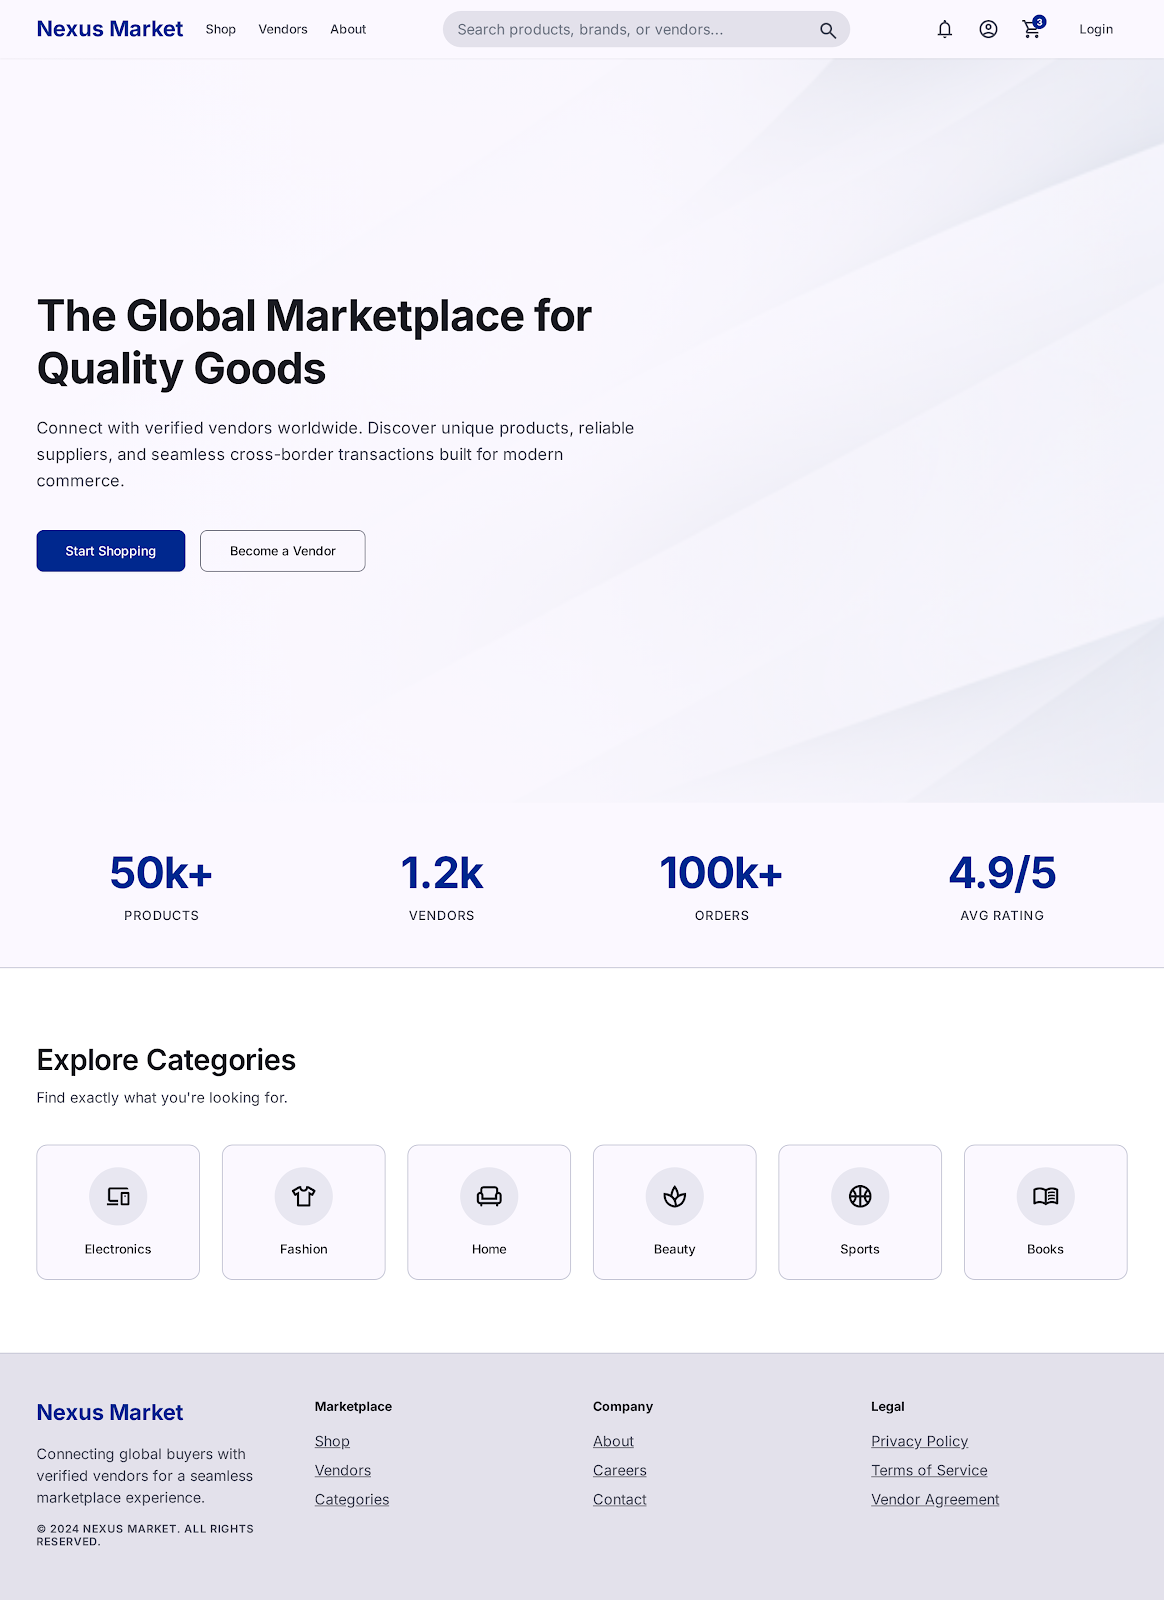 Nexus Market
Shop
Vendors
About
Search products, brands, or vendors...
3
Login
The Global Marketplace for
Quality Goods
Connect with verified vendors worldwide. Discover unique products, reliable
suppliers, and seamless cross-border transactions built for modern
commerce.
Start Shopping
Become a Vendor
50k+
PRODUCTS
1.2k
VENDORS
100k+
ORDERS
4.9/5
AVG RATING
Explore Categories
Find exactly what you're looking for.
Electronics
Fashion
Home
Beauty
Sports
Books
Nexus Market
Connecting global buyers with
verified vendors for a seamless
marketplace experience.
© 2024 NEXUS MARKET. ALL RIGHTS
RESERVED.
Marketplace
Shop
Vendors
Categories
Company
About
Careers
Contact
Legal
Privacy Policy
Terms of Service
Vendor Agreement